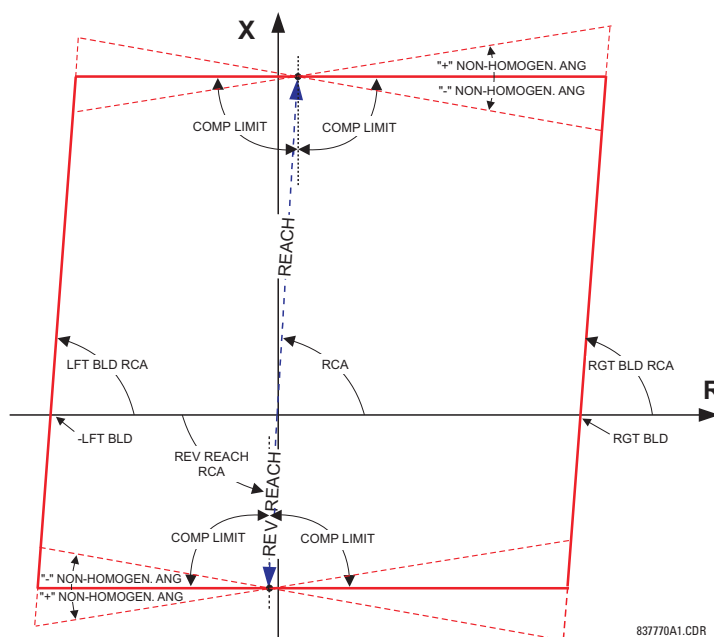 X
"+" NON-HOMOGEN. ANG
"-" NON-HOMOGEN. ANG
COMP LIMIT
COMP LIMIT
REACH
LFT BLD RCA
RCA
RGT BLD RCA
R
-LFT BLD
RGT BLD
REV REACH
RCA
REV REACH
COMP LIMIT
COMP LIMIT
"-" NON-HOMOGEN. ANG
"+" NON-HOMOGEN. ANG
837770A1.CDR